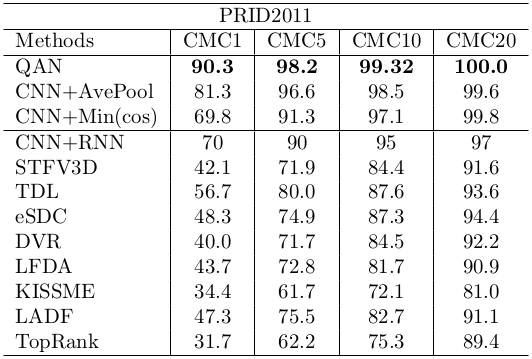 PRID2011
Methods CMC1 CMC5 CMC10 CMC20
QAN 90.3 98.2 99.32 100.0
CNN+AvePool 81.3 96.6 98.5 99.6
CNN+Min(cos) 69.8 91.3 97.1 99.8
CNN+RNN 70 90 95 97
STFV3D 42.1 71.9 84.4 91.6
TDL 56.7 80.0 87.6 93.6
eSDC 48.3 74.9 87.3 94.4
DVR 40.0 71.7 84.5 92.2
LFDA 43.7 72.8 81.7 90.9
KISSME 34.4 61.7 72.1 81.0
LADF 47.3 75.5 82.7 91.1
TopRank 31.7 62.2 75.3 89.4